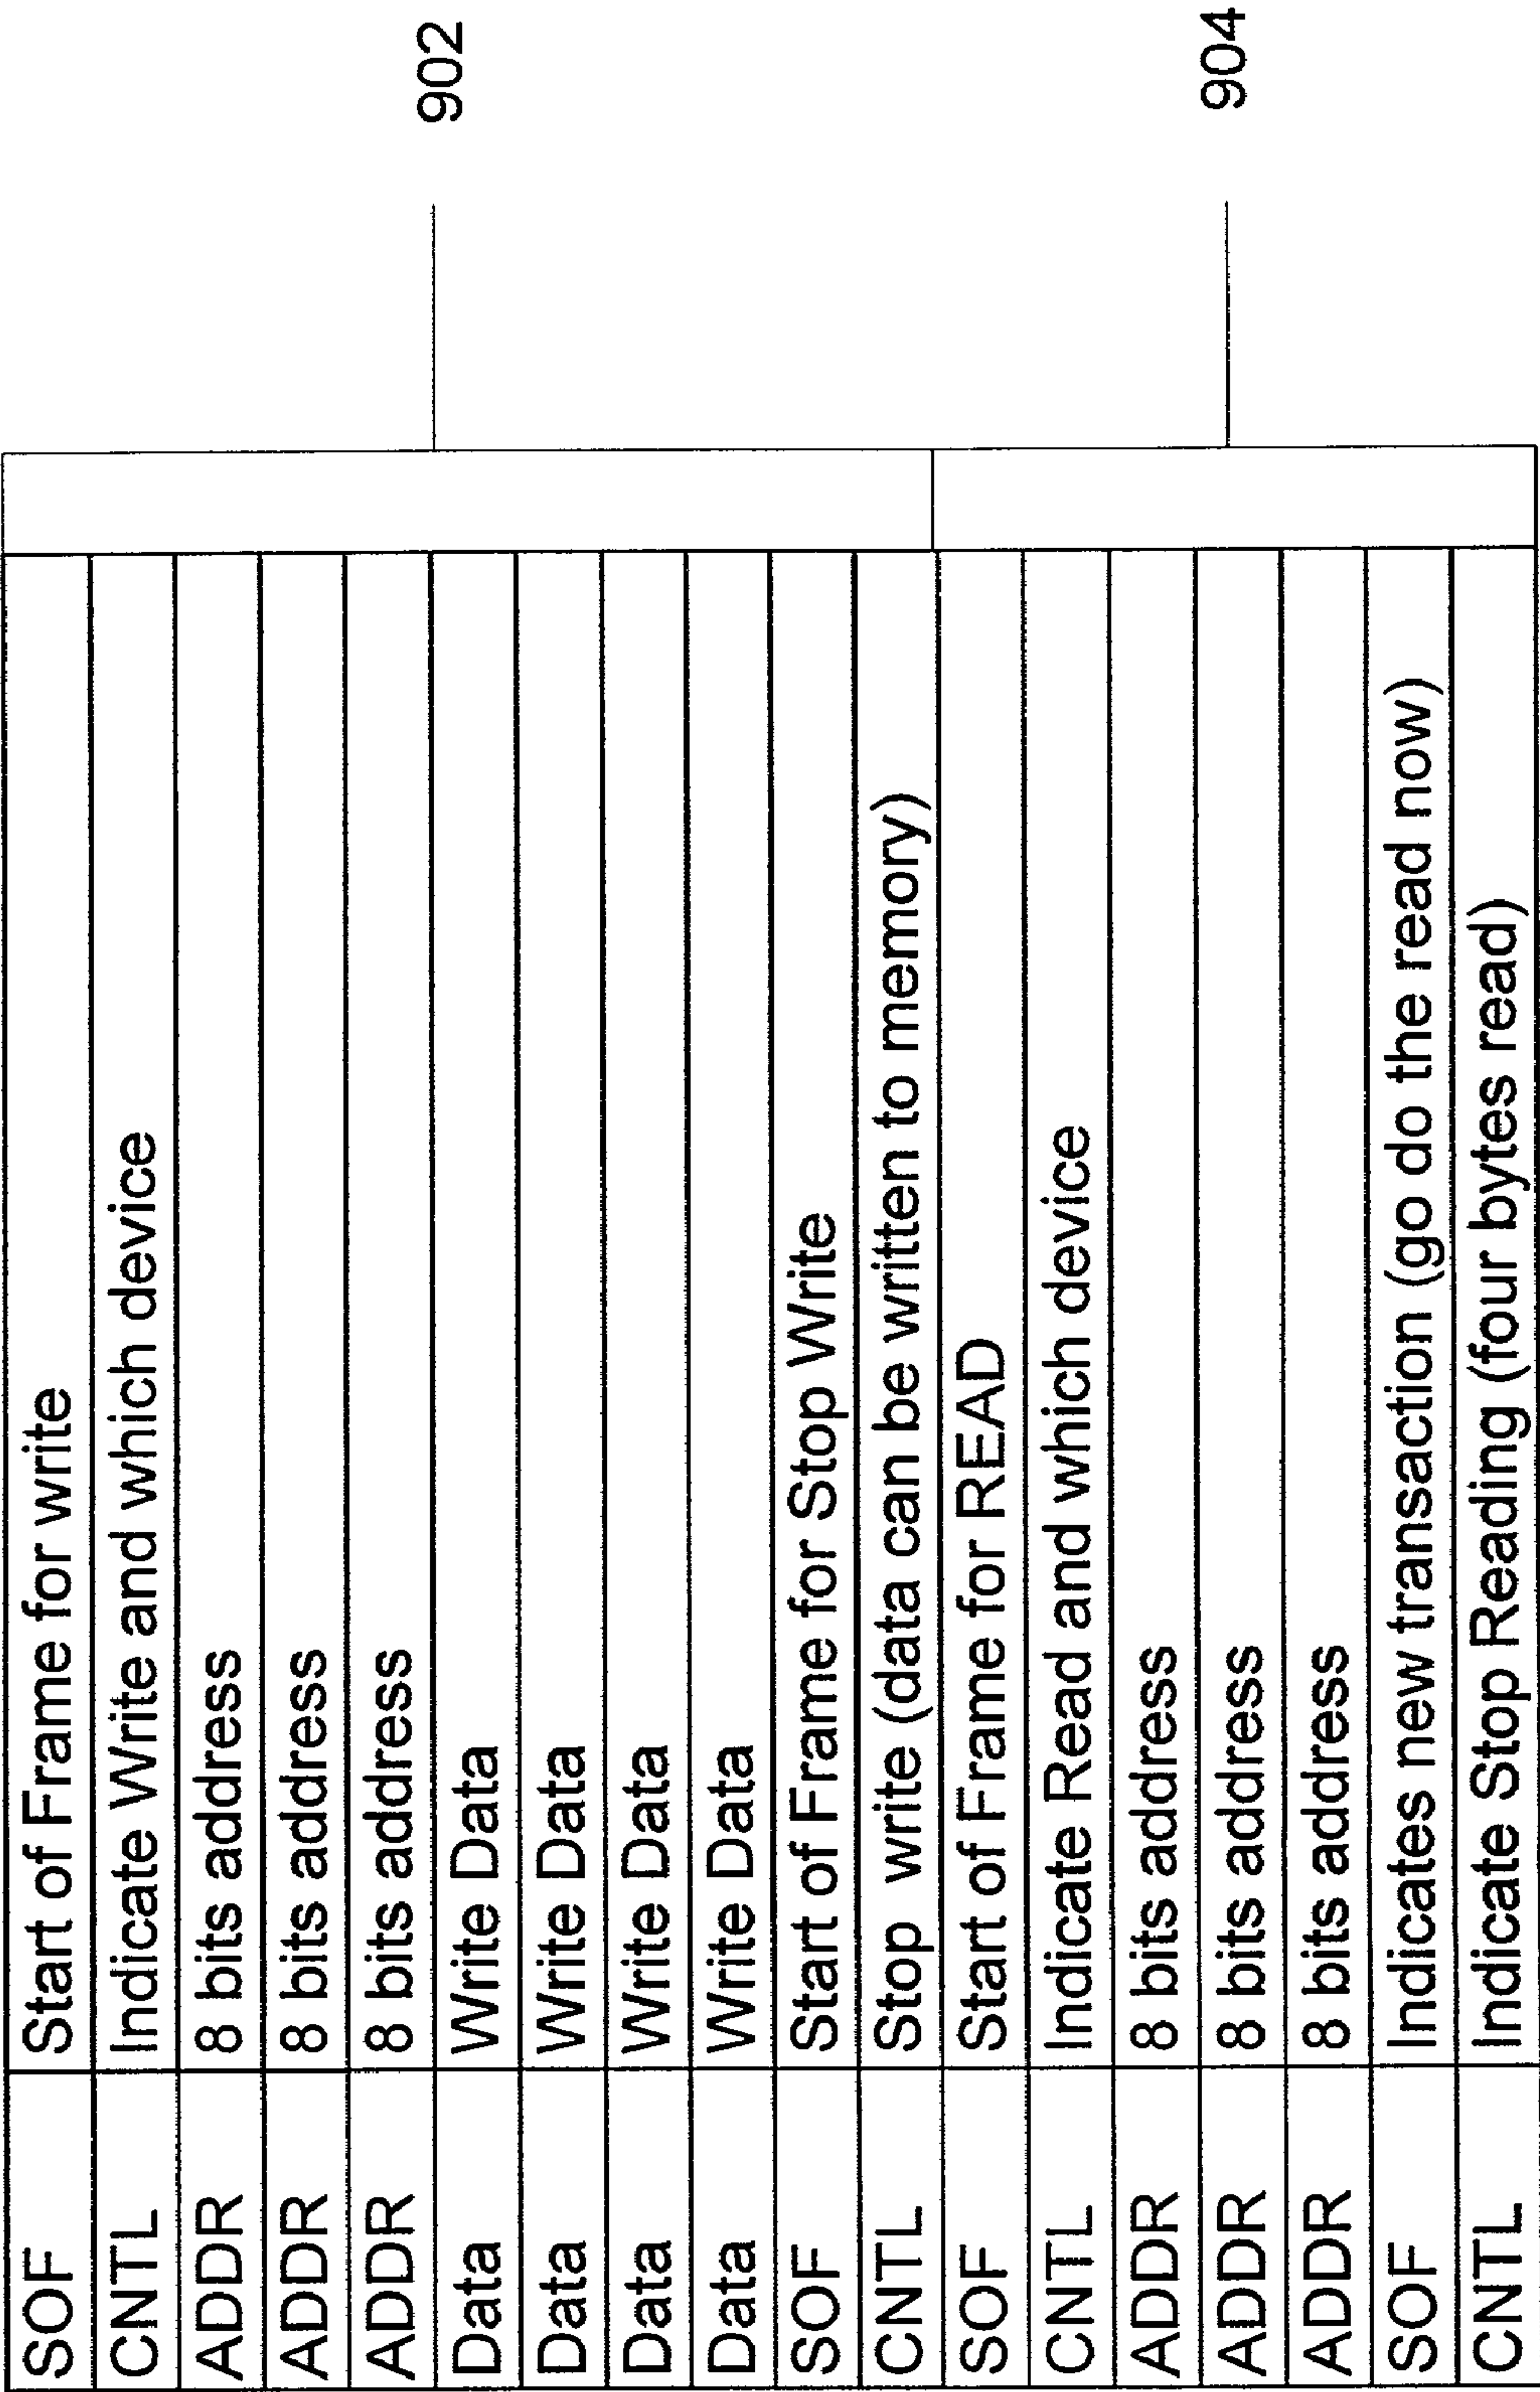 SOF Start of Frame for write
CNTL Indicate Write and which device
ADDR 8 bits address
ADDR 8 bits address
ADDR 8 bits address
Data Write Data
Data Write Data
Data Write Data
Data Write Data
SOF Start of Frame for Stop Write
CNTL Stop write (data can be written to memory)
SOF Start of Frame for READ
CNTL Indicate Read and which device
ADDR 8 bits address
ADDR 8 bits address
ADDR 8 bits address
SOF Indicates new transaction (go do the read now)
CNTL Indicate Stop Reading (four bytes read)
902
904